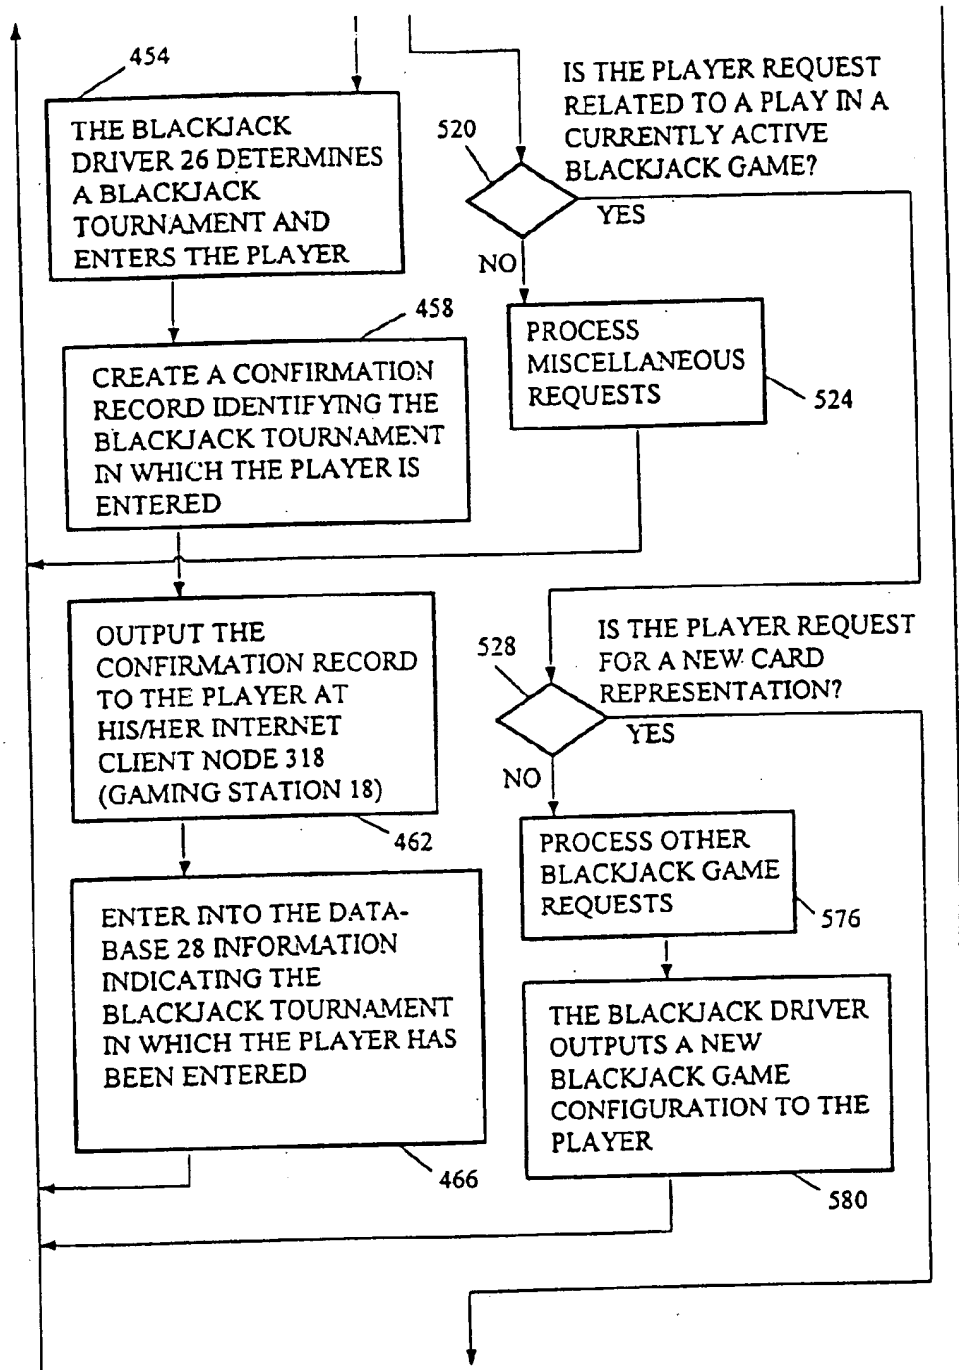 454
THE BLACKJACK
DRIVER 26 DETERMINES
A BLACKJACK
TOURNAMENT AND
ENTERS THE PLAYER
458
CREATE A CONFIRMATION
RECORD IDENTIFYING THE
BLACKJACK TOURNAMENT
IN WHICH THE PLAYER IS
ENTERED
OUTPUT THE
CONFIRMATION RECORD
TO THE PLAYER AT
HIS/HER INTERNET
CLIENT NODE 318
(GAMING STATION 18)
462
ENTER INTO THE DATA-
BASE 28 INFORMATION
INDICATING THE
BLACKJACK TOURNAMENT
IN WHICH THE PLAYER HAS
BEEN ENTERED
466
IS THE PLAYER REQUEST
RELATED TO A PLAY IN A
CURRENTLY ACTIVE
BLACKJACK GAME?
520
YES
NO
PROCESS
MISCELLANEOUS
REQUESTS
524
IS THE PLAYER REQUEST
FOR A NEW CARD
REPRESENTATION?
528
YES
NO
PROCESS OTHER
BLACKJACK GAME
REQUESTS
576
THE BLACKJACK DRIVER
OUTPUTS A NEW
BLACKJACK GAME
CONFIGURATION TO THE
PLAYER
580